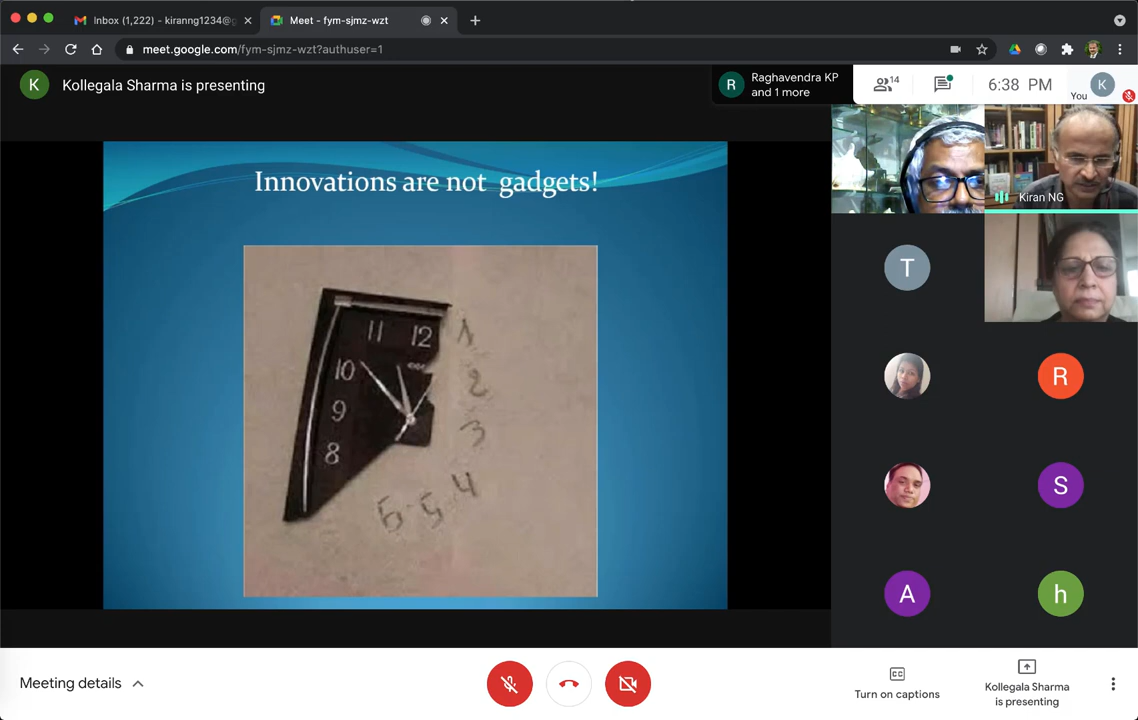 Inbox (1,222) - kiranng1234@g
Meet - fym-sjmz-wzt
meet.google.com/fym-sjmz-wzt?authuser=1
K
Kollegala Sharma is presenting
R
Raghavendra KP
and 1 more
14
6:38 PM
You
K
Innovations are not gadgets!
11 12 1
10 2
9 3
8 4
6 5
Kiran NG
T
R
S
A
h
Meeting details
CC
Turn on captions
Kollegala Sharma
is presenting